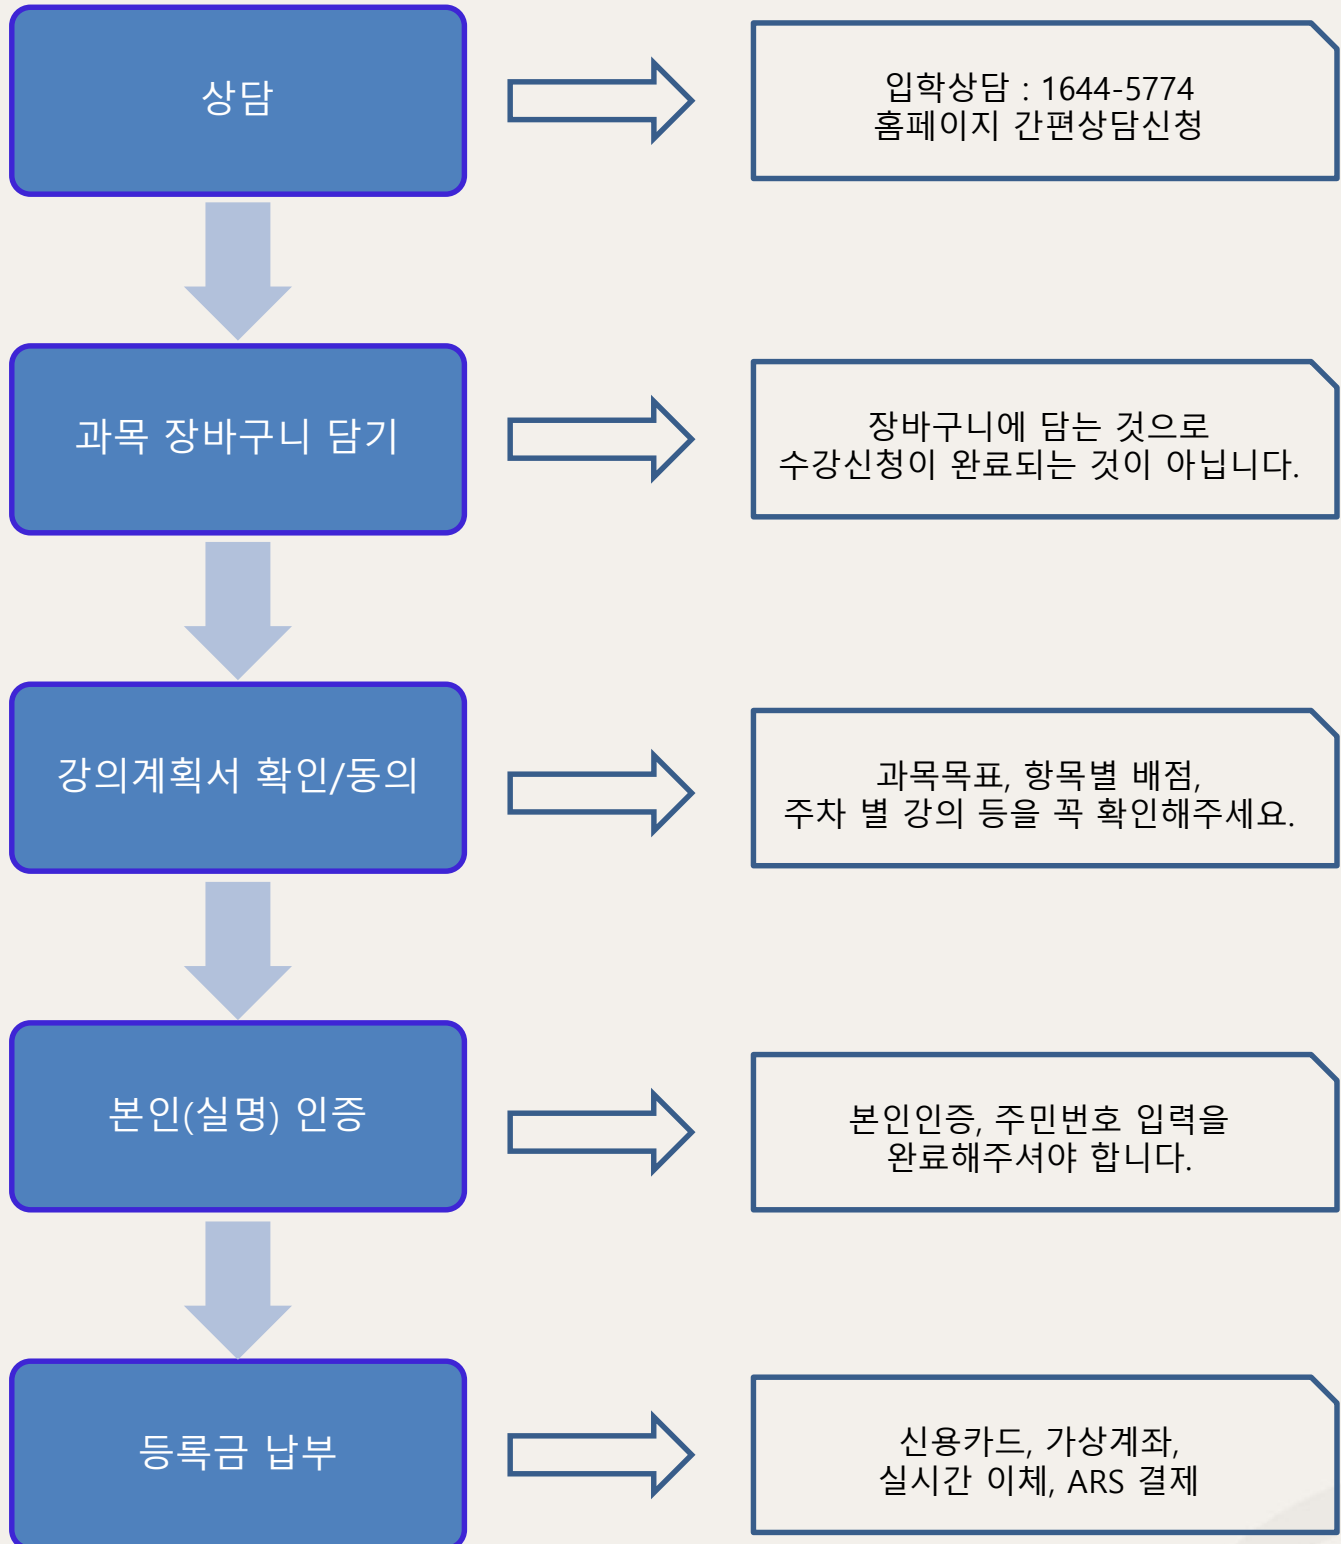 상담
입학상담 : 1644-5774
홈페이지 간편상담신청
과목 장바구니 담기
장바구니에 담는 것으로
수강신청이 완료되는 것이 아닙니다.
강의계획서 확인/동의
과목목표, 항목별 배점,
주차 별 강의 등을 꼭 확인해주세요.
본인(실명) 인증
본인인증, 주민번호 입력을
완료해주셔야 합니다.
등록금 납부
신용카드, 가상계좌,
실시간 이체, ARS 결제